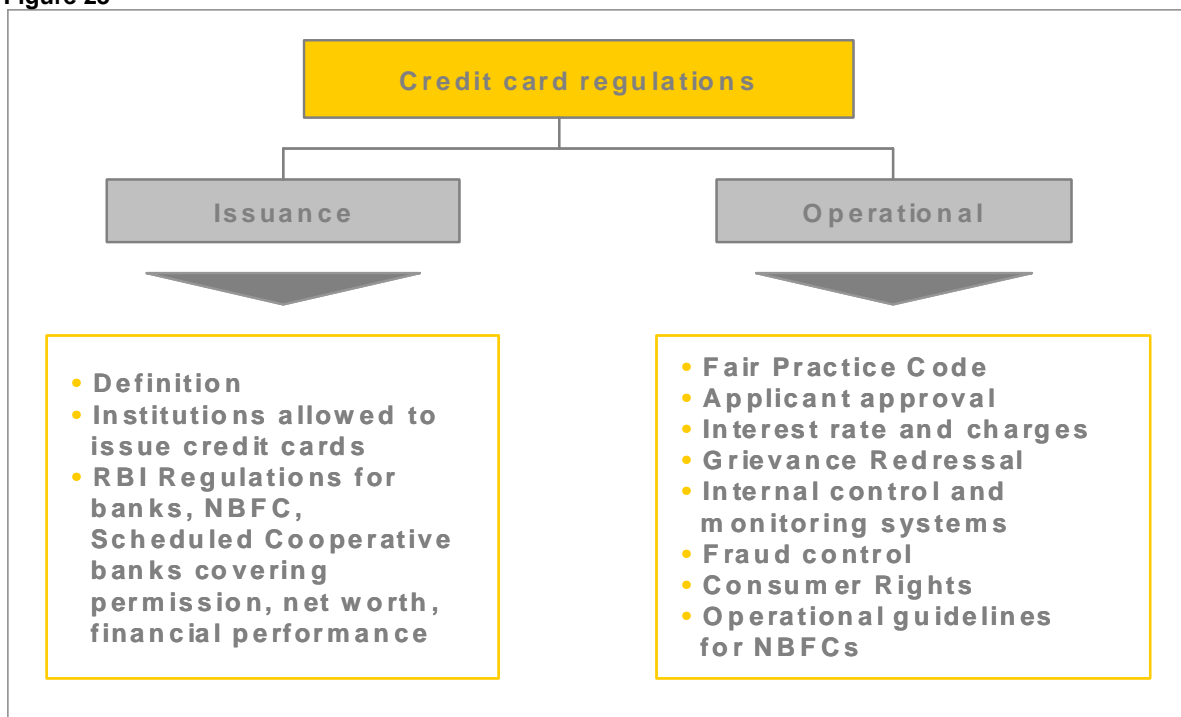 Credit card regulations
Issuance
Operational
• Definition
• Institutions allowed to
issue credit cards
• RBI Regulations for
banks, NBFC,
Scheduled Cooperative
banks covering
permission, net worth,
financial performance
• Fair Practice Code
• Applicant approval
• Interest rate and charges
• Grievance Redressal
• Internal control and
monitoring systems
• Fraud control
• Consumer Rights
• Operational guidelines
for NBFCs